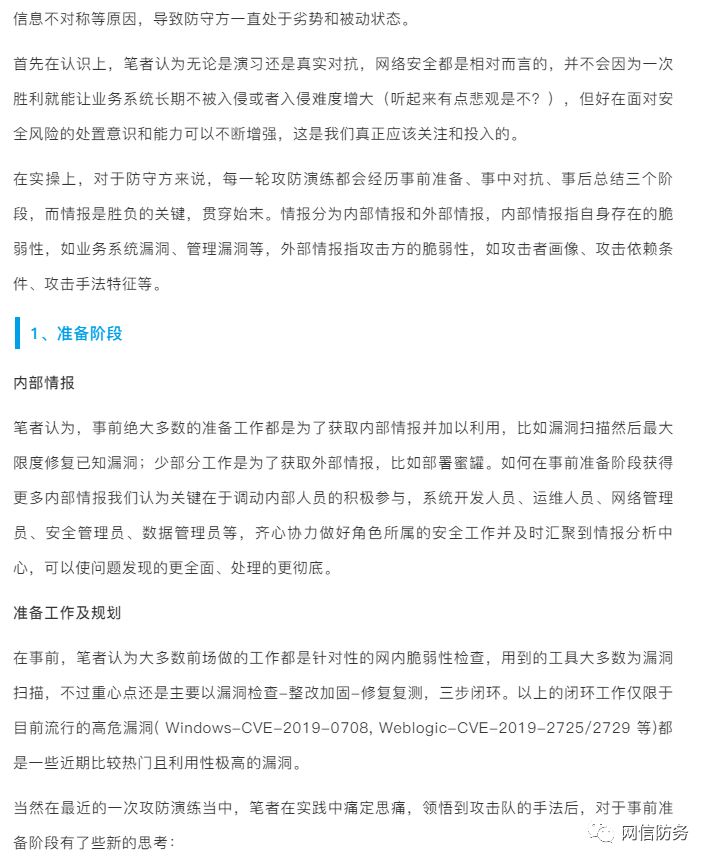 信息不对称等原因，导致防守方一直处于劣势和被动状态。
首先在认识上，笔者认为无论是演习还是真实对抗，网络安全都是相对而言的，并不会因为一次
胜利就能让业务系统长期不被入侵或者入侵难度增大（听起来有点悲观是不？），但好在面对安
全风险的处置意识和能力可以不断增强，这是我们真正应该关注和投入的。
在实操上，对于防守方来说，每一轮攻防演练都会经历事前准备、事中对抗、事后总结三个阶
段，而情报是胜负的关键，贯穿始末。情报分为内部情报和外部情报，内部情报指自身存在的脆
弱性，如业务系统漏洞、管理漏洞等，外部情报指攻击方的脆弱性，如攻击者画像、攻击依赖条
件、攻击手法特征等。
1、准备阶段
内部情报
笔者认为，事前绝大多数的准备工作都是为了获取内部情报并加以利用，比如漏洞扫描然后最大
限度修复已知漏洞；少部分工作是为了获取外部情报，比如部署蜜罐。如何在事前准备阶段获得
更多内部情报我们认为关键在于调动内部人员的积极参与，系统开发人员、运维人员、网络管理
员、安全管理员、数据管理员等，齐心协力做好角色所属的安全工作并及时汇聚到情报分析中
心，可以使问题发现的更全面、处理的更彻底。
准备工作及规划
在事前，笔者认为大多数前场做的工作都是针对性的网内脆弱性检查，用到的工具大多数为漏洞
扫描，不过重心点还是主要以漏洞检查-整改加固-修复复测，三步闭环。以上的闭环工作仅限于
目前流行的高危漏洞( Windows-CVE-2019-0708, Weblogic-CVE-2019-2725/2729 等)都
是一些近期比较热门且利用性极高的漏洞。
当然在最近的一次攻防演练当中，笔者在实践中痛定思痛，领悟到攻击队的手法后，对于事前准
备阶段有了些新的思考：
网信防务